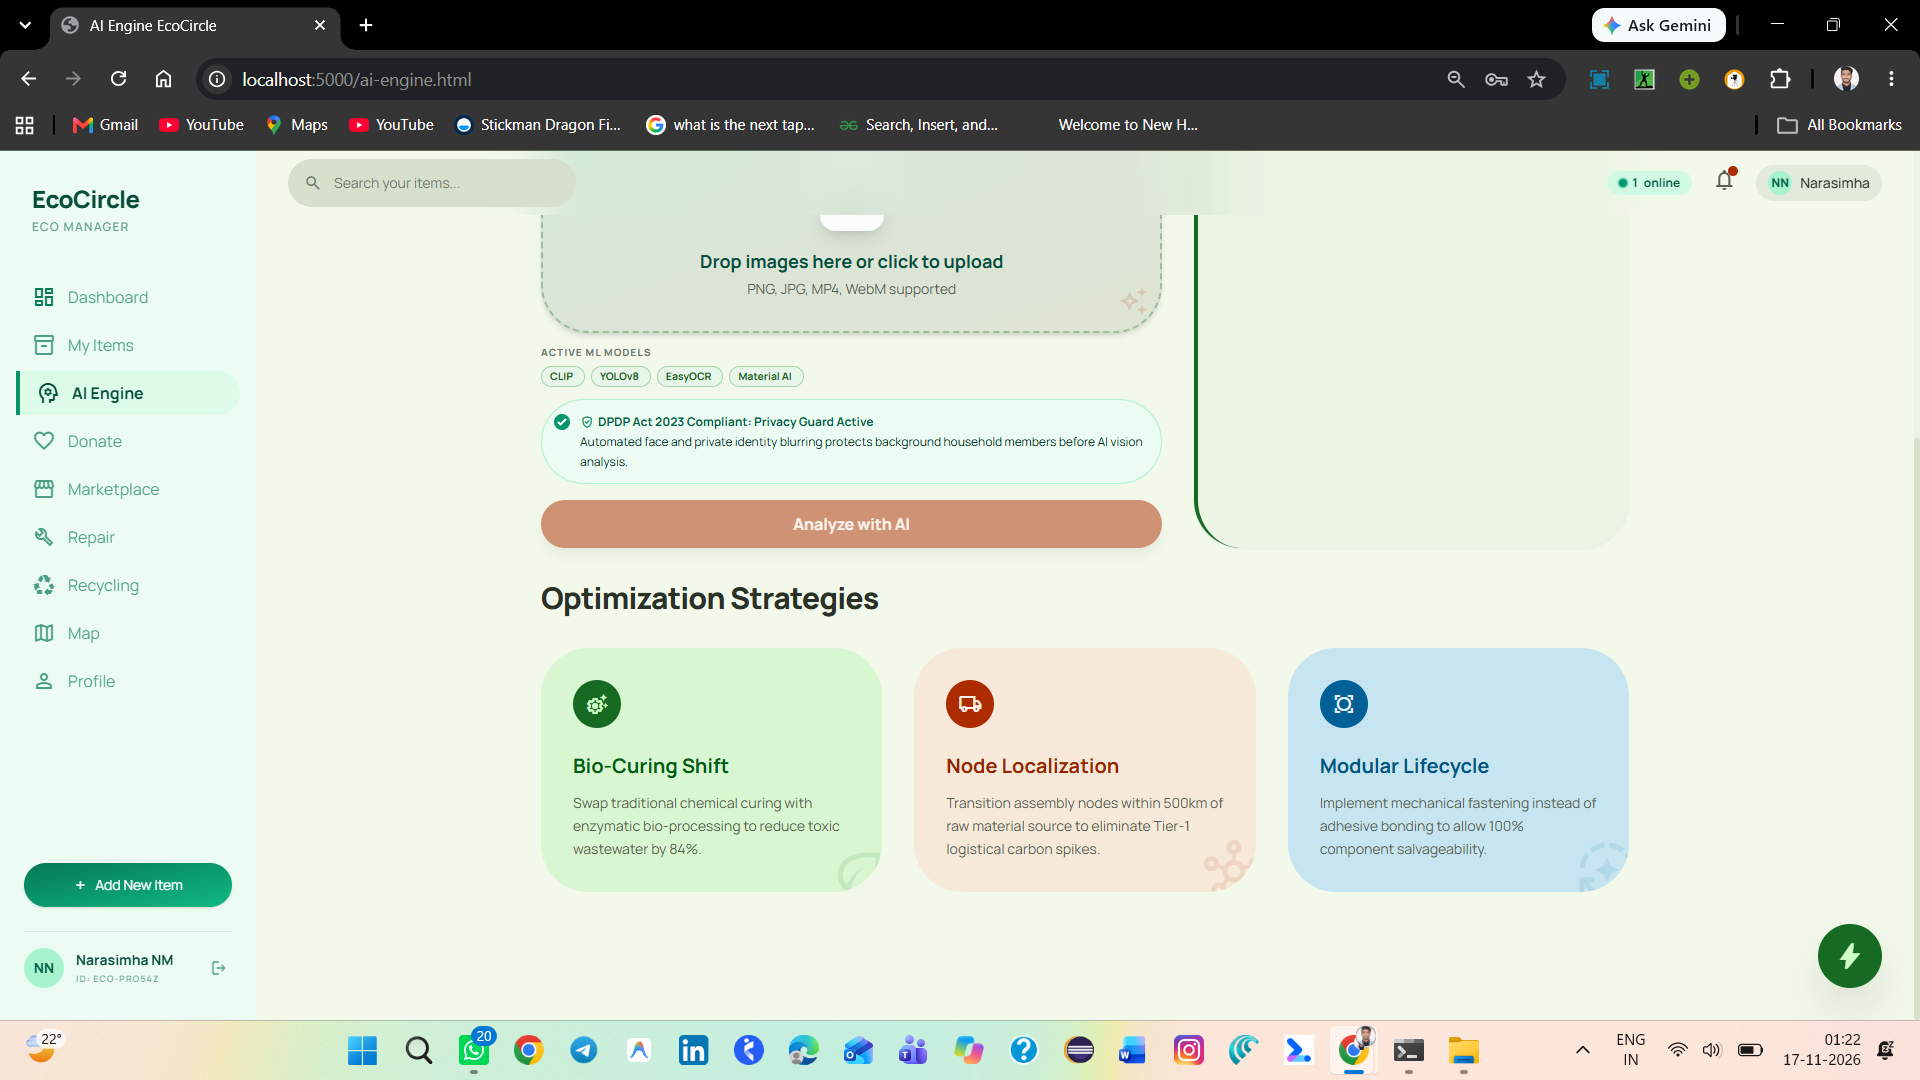 AI Engine EcoCircle
Ask Gemini
localhost:5000/ai-engine.html
Gmail
YouTube
Maps
YouTube
Stickman Dragon Fi...
what is the next tap...
Search, Insert, and...
Welcome to New H...
All Bookmarks
EcoCircle
ECO MANAGER
Dashboard
My Items
AI Engine
Donate
Marketplace
Repair
Recycling
Map
Profile
+ Add New Item
NN
Narasimha NM
ID: ECO-PRO54Z
Search your items...
1 online
NN
Narasimha
Drop images here or click to upload
PNG, JPG, MP4, WebM supported
ACTIVE ML MODELS
CLIP
YOLOv8
EasyOCR
Material AI
DPDP Act 2023 Compliant: Privacy Guard Active
Automated face and private identity blurring protects background household members before AI vision
analysis.
Analyze with AI
Optimization Strategies
Bio-Curing Shift
Swap traditional chemical curing with
enzymatic bio-processing to reduce toxic
wastewater by 84%.
Node Localization
Transition assembly nodes within 500km of
raw material source to eliminate Tier-1
logistical carbon spikes.
Modular Lifecycle
Implement mechanical fastening instead of
adhesive bonding to allow 100%
component salvageability.
22°
20
ENG
IN
01:22
17-11-2026